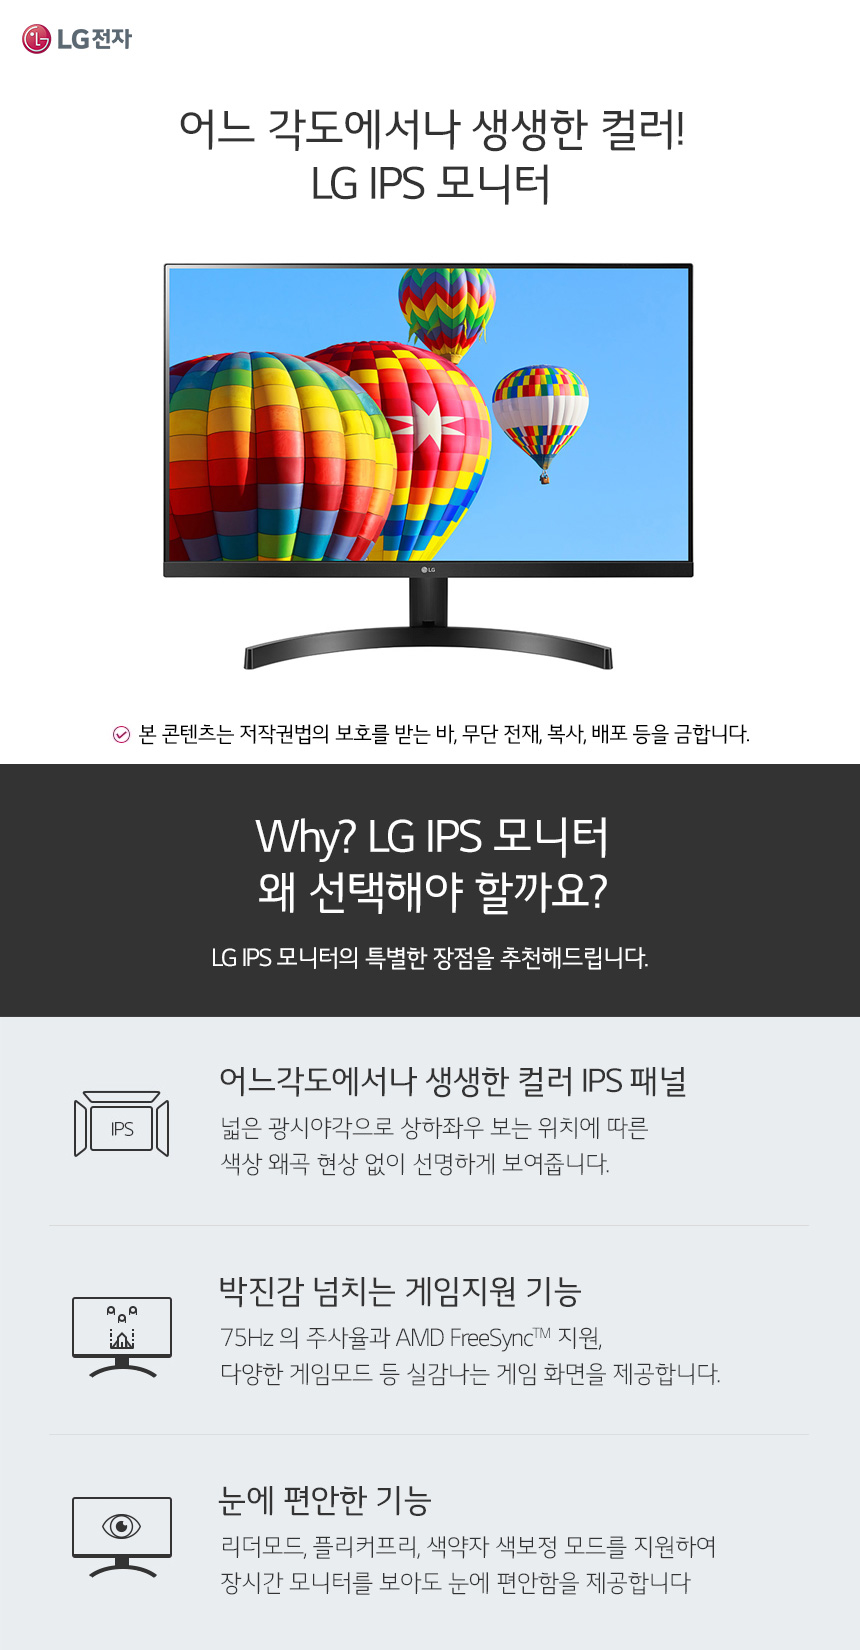 LG전자
어느 각도에서나 생생한 컬러!
LG IPS 모니터
LG
본 콘텐츠는 저작권법의 보호를 받는 바, 무단 전재, 복사, 배포 등을 금합니다.
Why? LG IPS 모니터
왜 선택해야 할까요?
LG IPS 모니터의 특별한 장점을 추천해드립니다.
어느각도에서나 생생한 컬러 IPS 패널
IPS
넓은 광시야각으로 상하좌우 보는 위치에 따른
색상 왜곡 현상 없이 선명하게 보여줍니다.
박진감 넘치는 게임지원 기능
75Hz 의 주사율과 AMD FreeSync™ 지원,
다양한 게임모드 등 실감나는 게임 화면을 제공합니다.
눈에 편안한 기능
리더모드, 플리커프리, 색약자 색보정 모드를 지원하여
장시간 모니터를 보아도 눈에 편안함을 제공합니다